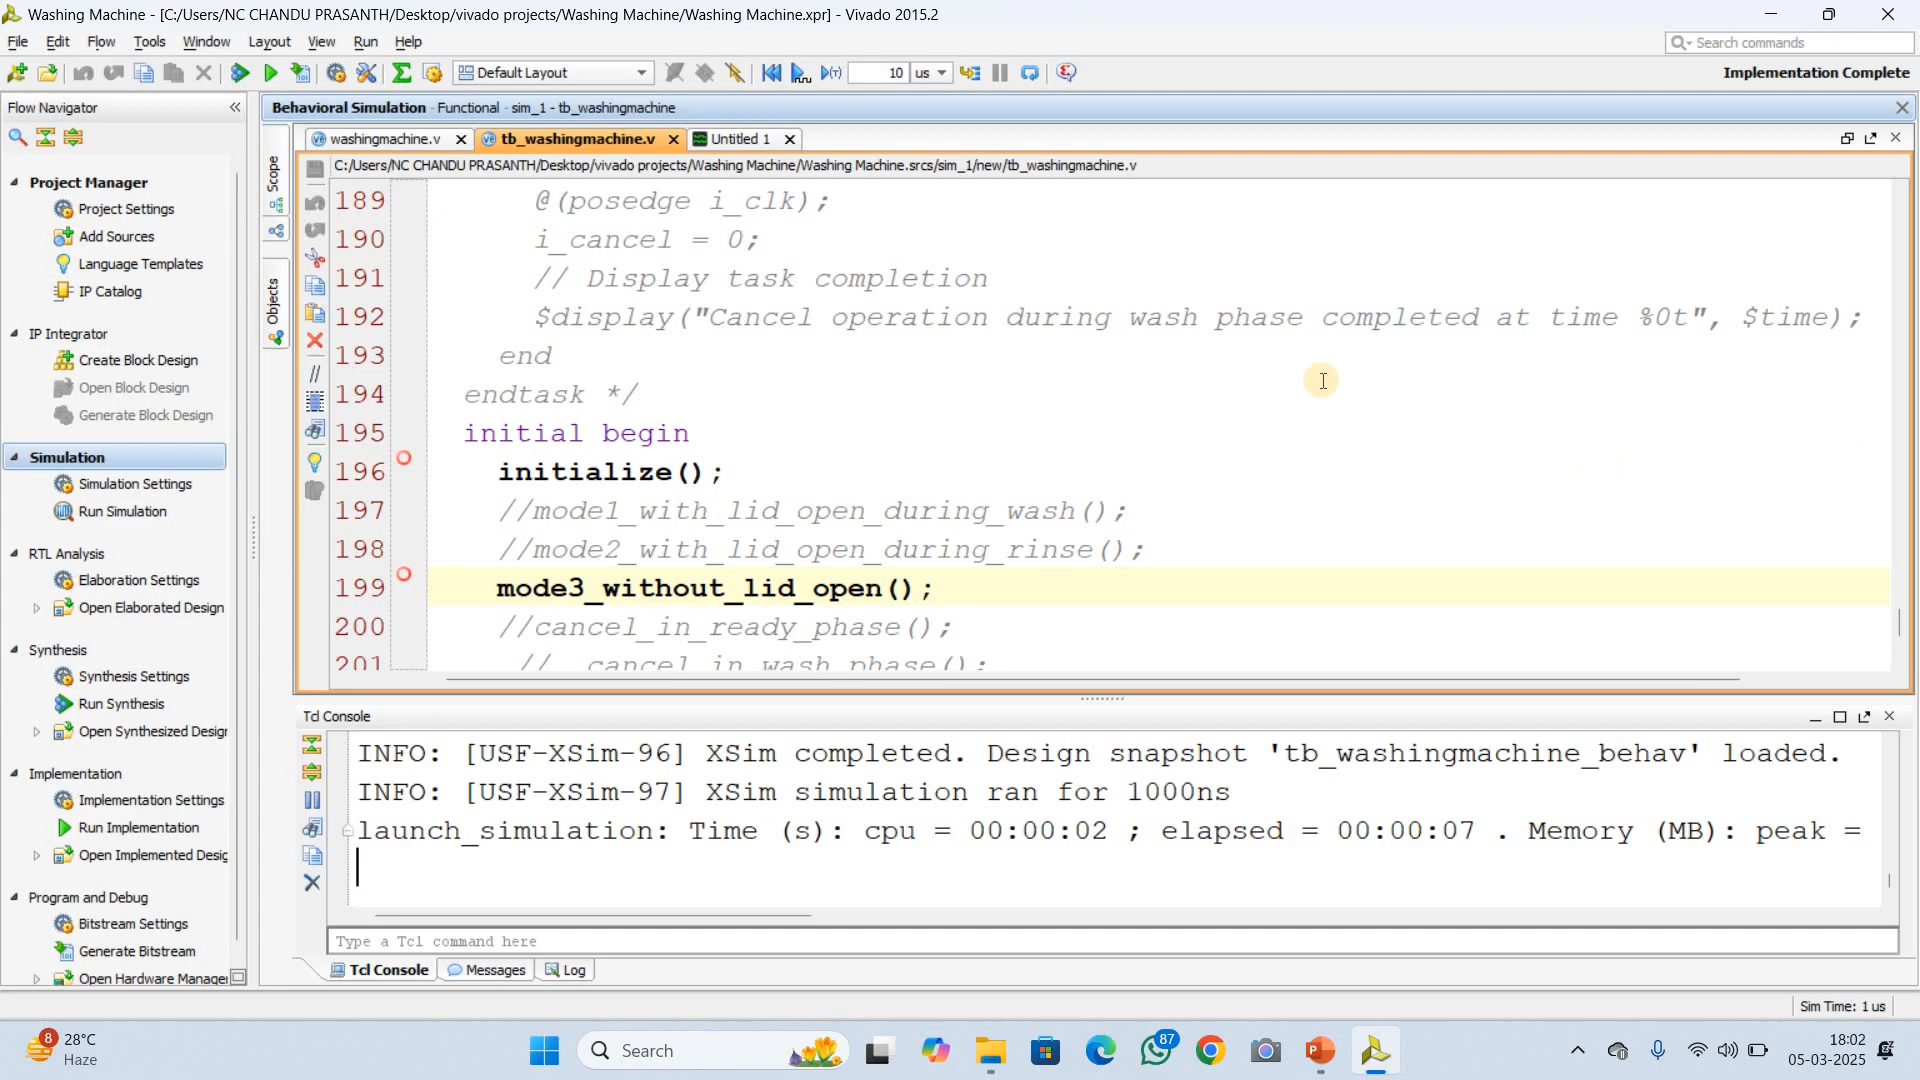 Washing Machine - [C:/Users/NC CHANDU PRASANTH/Desktop/vivado projects/Washing Machine/Washing Machine.xpr] - Vivado 2015.2
File Edit Flow Tools Window Layout View Run Help
Search commands
Default Layout
10 us
Implementation Complete
Flow Navigator
Behavioral Simulation - Functional - sim_1 - tb_washingmachine
washingmachine.v
tb_washingmachine.v
Untitled 1
C:/Users/NC CHANDU PRASANTH/Desktop/vivado projects/Washing Machine/Washing Machine.srcs/sim_1/new/tb_washingmachine.v
Scope
Objects
Project Manager
Project Settings
Add Sources
Language Templates
IP Catalog
IP Integrator
Create Block Design
Open Block Design
Generate Block Design
Simulation
Simulation Settings
Run Simulation
RTL Analysis
Elaboration Settings
Open Elaborated Design
Synthesis
Synthesis Settings
Run Synthesis
Open Synthesized Design
Implementation
Implementation Settings
Run Implementation
Open Implemented Desig
Program and Debug
Bitstream Settings
Generate Bitstream
Open Hardware Manager
189 @(posedge i_clk);
190 i_cancel = 0;
191 // Display task completion
192 $display("Cancel operation during wash phase completed at time %0t", $time);
193 end
194 endtask */
195 initial begin
196 initialize();
197 //mode1_with_lid_open_during_wash();
198 //mode2_with_lid_open_during_rinse();
199 mode3_without_lid_open();
200 //cancel_in_ready_phase();
201 // cancel_in_wash_phase();
Tcl Console
INFO: [USF-XSim-96] XSim completed. Design snapshot 'tb_washingmachine_behav' loaded.
INFO: [USF-XSim-97] XSim simulation ran for 1000ns
launch_simulation: Time (s): cpu = 00:00:02 ; elapsed = 00:00:07 . Memory (MB): peak =
Type a Tcl command here
Tcl Console
Messages
Log
Sim Time: 1 us
8
28°C
Haze
Search
87
18:02
05-03-2025